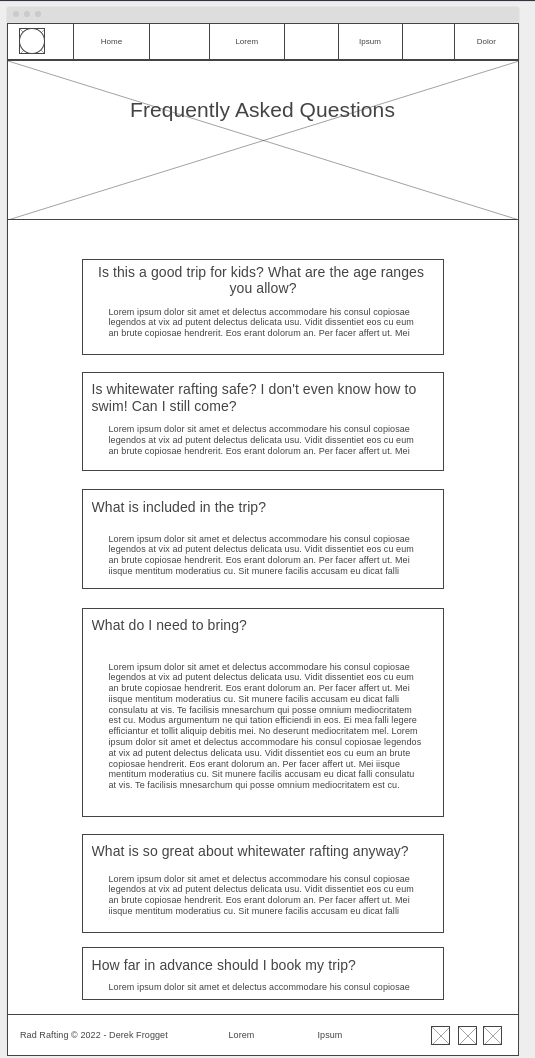 Home Lorem Ipsum Dolor
Frequently Asked Questions
Is this a good trip for kids? What are the age ranges
you allow?
Lorem ipsum dolor sit amet et delectus accommodare his consul copiosae
legendos at vix ad putent delectus delicata usu. Vidit dissentiet eos cu eum
an brute copiosae hendrerit. Eos erant dolorum an. Per facer affert ut. Mei
Is whitewater rafting safe? I don't even know how to
swim! Can I still come?
Lorem ipsum dolor sit amet et delectus accommodare his consul copiosae
legendos at vix ad putent delectus delicata usu. Vidit dissentiet eos cu eum
an brute copiosae hendrerit. Eos erant dolorum an. Per facer affert ut. Mei
What is included in the trip?
Lorem ipsum dolor sit amet et delectus accommodare his consul copiosae
legendos at vix ad putent delectus delicata usu. Vidit dissentiet eos cu eum
an brute copiosae hendrerit. Eos erant dolorum an. Per facer affert ut. Mei
iisque mentitum moderatius cu. Sit munere facilis accusam eu dicat falli
What do I need to bring?
Lorem ipsum dolor sit amet et delectus accommodare his consul copiosae
legendos at vix ad putent delectus delicata usu. Vidit dissentiet eos cu eum
an brute copiosae hendrerit. Eos erant dolorum an. Per facer affert ut. Mei
iisque mentitum moderatius cu. Sit munere facilis accusam eu dicat falli
consulatu at vis. Te facilisis mnesarchum qui posse omnium mediocritatem
est cu. Modus argumentum ne qui tation efficiendi in eos. Ei mea falli legere
efficiantur et tollit aliquip debitis mei. No deserunt mediocritatem mel. Lorem
ipsum dolor sit amet et delectus accommodare his consul copiosae legendos
at vix ad putent delectus delicata usu. Vidit dissentiet eos cu eum an brute
copiosae hendrerit. Eos erant dolorum an. Per facer affert ut. Mei iisque
mentitum moderatius cu. Sit munere facilis accusam eu dicat falli consulatu
at vis. Te facilisis mnesarchum qui posse omnium mediocritatem est cu.
What is so great about whitewater rafting anyway?
Lorem ipsum dolor sit amet et delectus accommodare his consul copiosae
legendos at vix ad putent delectus delicata usu. Vidit dissentiet eos cu eum
an brute copiosae hendrerit. Eos erant dolorum an. Per facer affert ut. Mei
iisque mentitum moderatius cu. Sit munere facilis accusam eu dicat falli
How far in advance should I book my trip?
Lorem ipsum dolor sit amet et delectus accommodare his consul copiosae
Rad Rafting © 2022 - Derek Frogget Lorem Ipsum